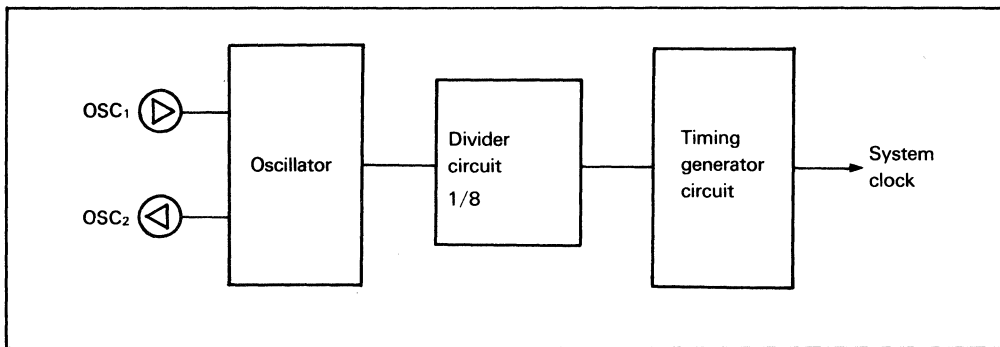 OSC₁
OSC₂
Oscillator
Divider
circuit
1/8
Timing
generator
circuit
System
clock